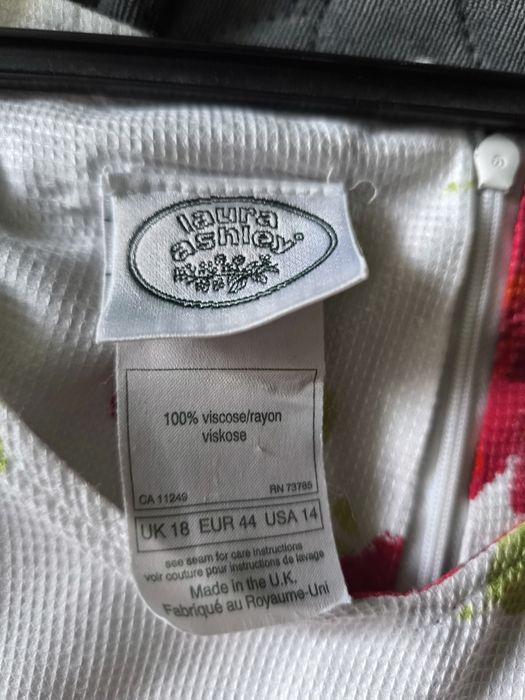 laura
ashley®
100% viscose/rayon
viskose
CA 11249 RN 73785
UK 18 EUR 44 USA 14
see seam for care instructions
voir couture pour instructions de lavage
Made in the U.K.
Fabriqué au Royaume-Uni